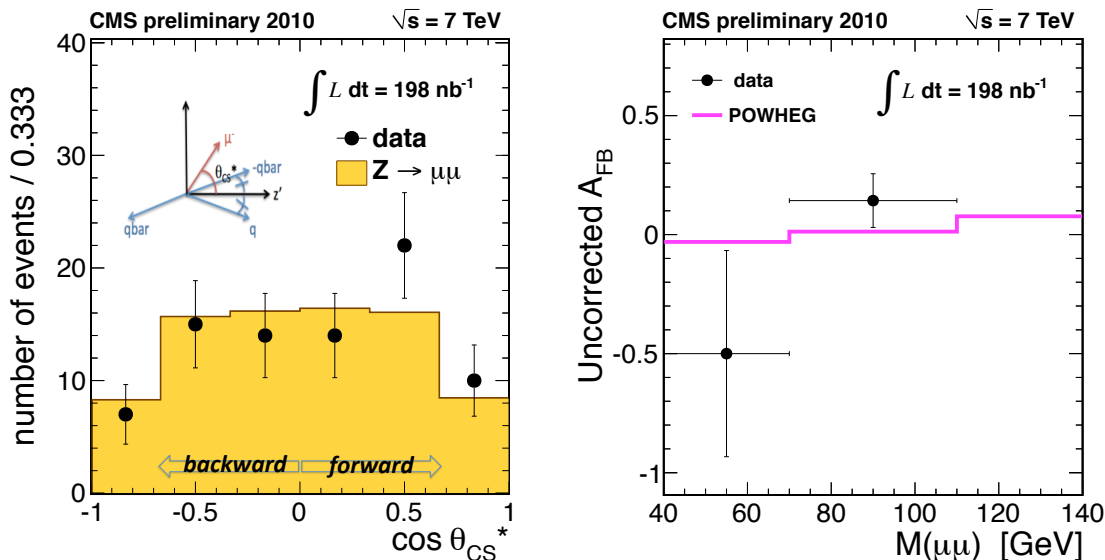 CMS preliminary 2010 √s = 7 TeV
number of events / 0.333
40
30
20
10
0
∫ L dt = 198 nb⁻¹
data
Z → μμ
μ⁻
-qbar
θ_CS*
z'
qbar
q
backward
forward
-1
-0.5
0
0.5
1
cos θ_CS*
CMS preliminary 2010 √s = 7 TeV
Uncorrected A_FB
0.5
0
-0.5
-1
data
POWHEG
∫ L dt = 198 nb⁻¹
40 60 80 100 120 140
M(μμ) [GeV]